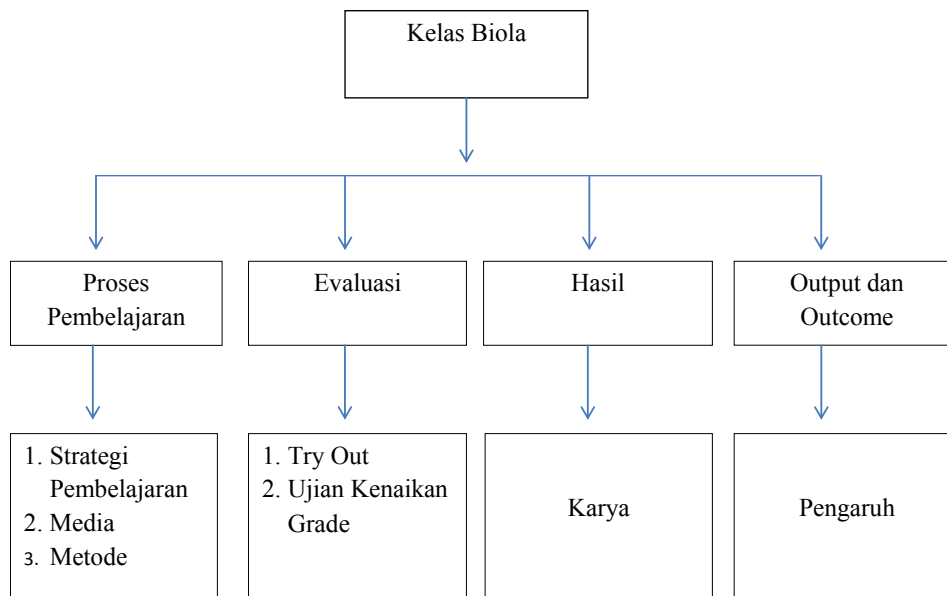 Kelas Biola
Proses
Pembelajaran
Evaluasi
Hasil
Output dan
Outcome
1. Strategi
Pembelajaran
2. Media
3. Metode
1. Try Out
2. Ujian Kenaikan
Grade
Karya
Pengaruh